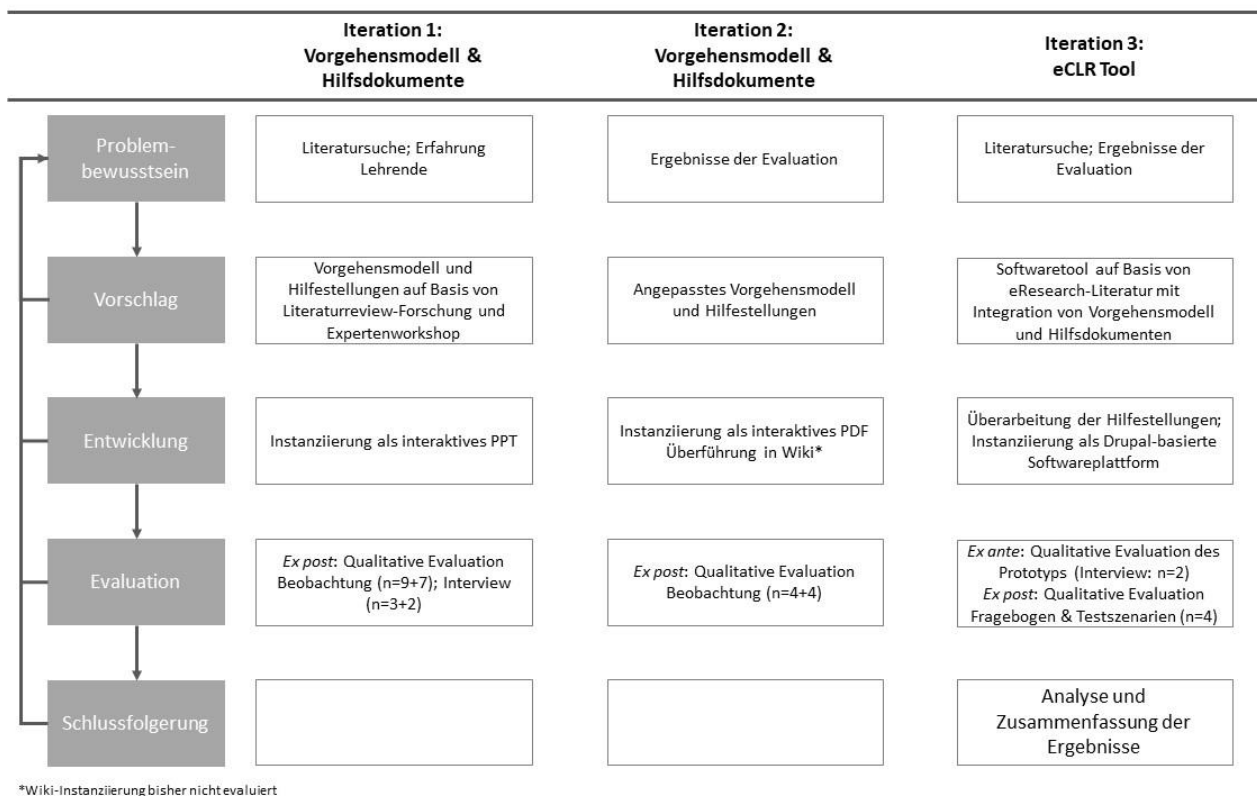 Iteration 1:
Vorgehensmodell &
Hilfsdokumente
Iteration 2:
Vorgehensmodell &
Hilfsdokumente
Iteration 3:
eCLR Tool
Problem-
bewusstsein
Literatursuche; Erfahrung
Lehrende
Ergebnisse der Evaluation
Literatursuche; Ergebnisse der
Evaluation
Vorschlag
Vorgehensmodell und
Hilfestellungen auf Basis von
Literaturreview-Forschung und
Expertenworkshop
Angepasstes Vorgehensmodell
und Hilfestellungen
Softwaretool auf Basis von
eResearch-Literatur mit
Integration von Vorgehensmodell
und Hilfsdokumenten
Entwicklung
Instanziierung als interaktives PPT
Instanziierung als interaktives PDF
Überführung in Wiki*
Überarbeitung der Hilfestellungen;
Instanziierung als Drupal-basierte
Softwareplattform
Evaluation
Ex post: Qualitative Evaluation
Beobachtung (n=9+7); Interview
(n=3+2)
Ex post: Qualitative Evaluation
Beobachtung (n=4+4)
Ex ante: Qualitative Evaluation des
Prototyps (Interview: n=2)
Ex post: Qualitative Evaluation
Fragebogen & Testszenarien (n=4)
Schlussfolgerung
Analyse und
Zusammenfassung der
Ergebnisse
*Wiki-Instanziierung bisher nicht evaluiert